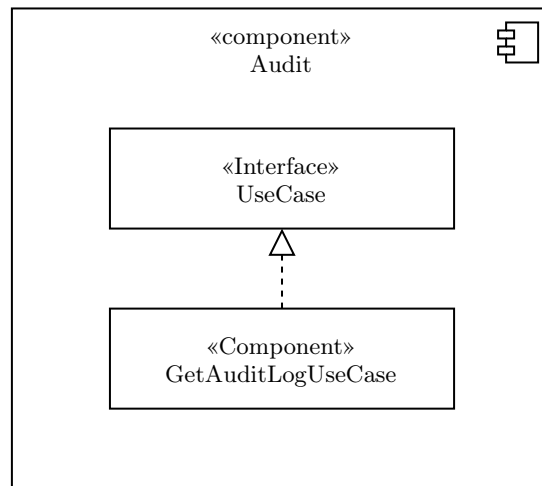 «component»
Audit
«Interface»
UseCase
«Component»
GetAuditLogUseCase